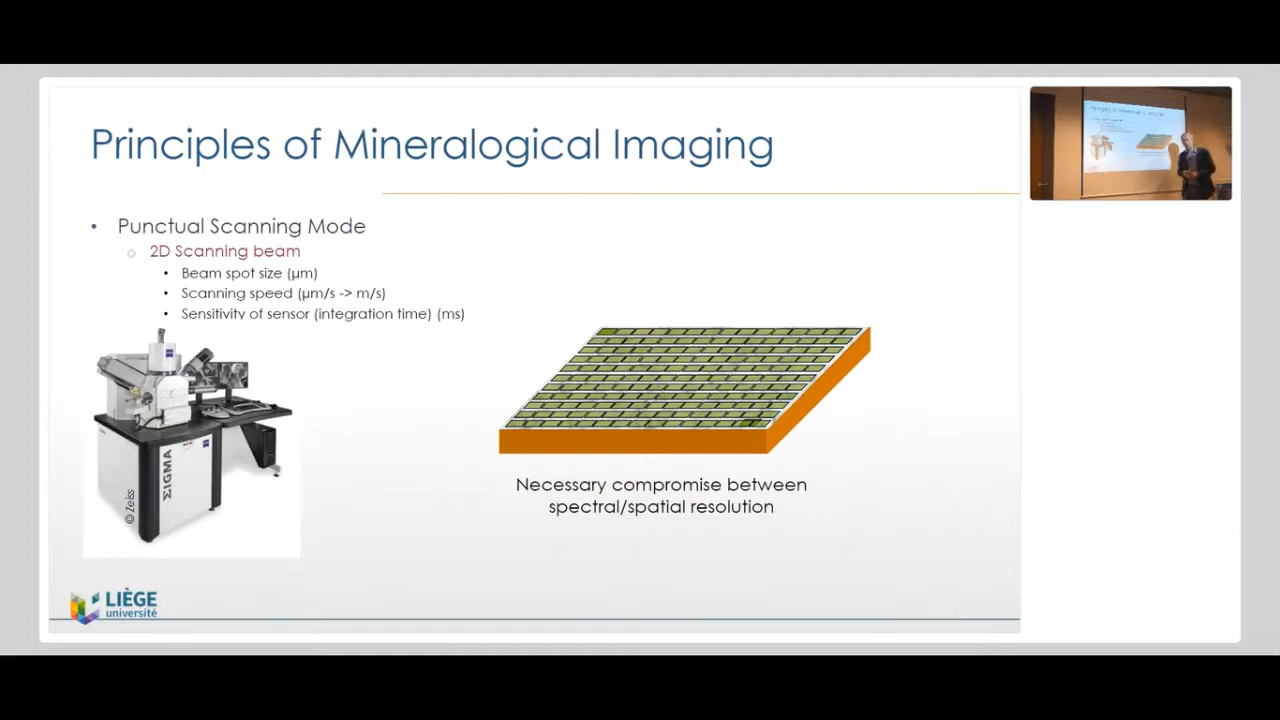 Principles of Mineralogical Imaging
• Punctual Scanning Mode
o 2D Scanning beam
• Beam spot size (µm)
• Scanning speed (µm/s -> m/s)
• Sensitivity of sensor (integration time) (ms)
ΣIGMA
© Zeiss
Necessary compromise between
spectral/spatial resolution
LIÈGE
université